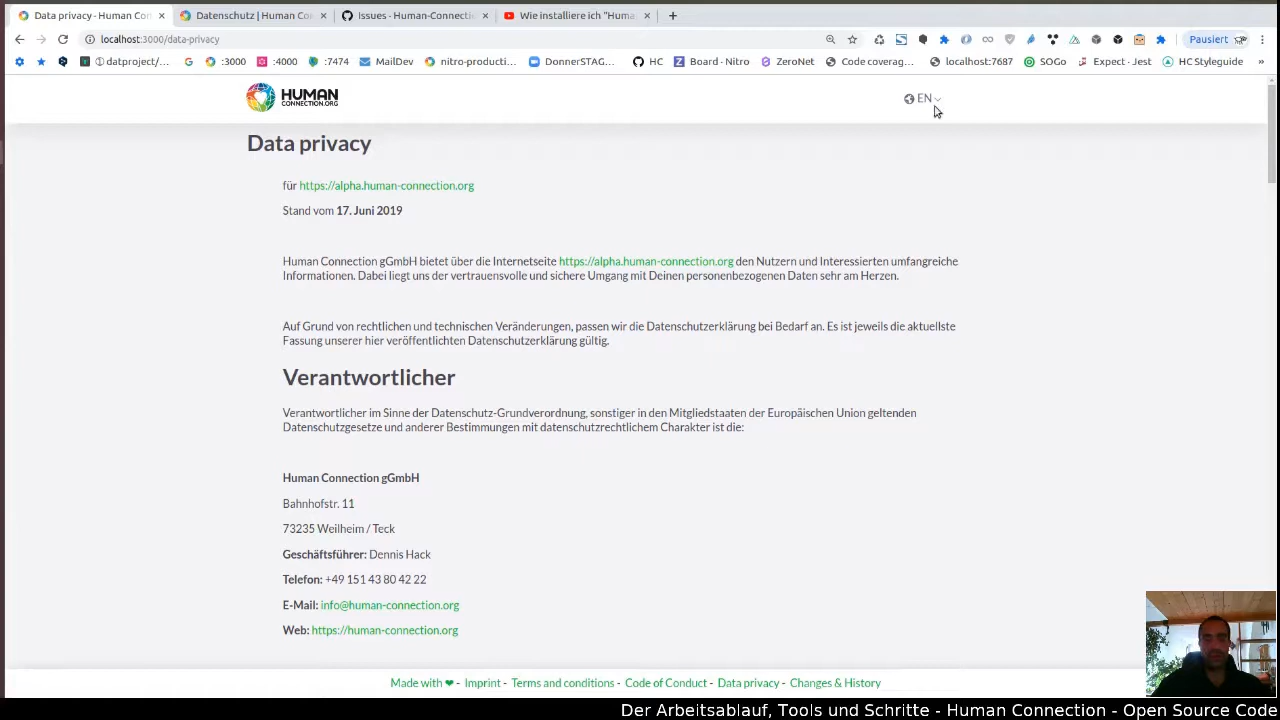 Data privacy - Human Con
Datenschutz | Human Co
Issues - Human-Connectio
Wie installiere ich "Huma
localhost:3000/data-privacy
Pausiert
datproject/...
:3000
:4000
:7474
MailDev
nitro-producti...
DonnerSTAG...
HC
Board · Nitro
ZeroNet
Code coverag...
localhost:7687
SOGo
Expect · Jest
HC Styleguide
»
HUMAN
CONNECTION.ORG
EN
Data privacy
für https://alpha.human-connection.org
Stand vom 17. Juni 2019
Human Connection gGmbH bietet über die Internetseite https://alpha.human-connection.org den Nutzern und Interessierten umfangreiche
Informationen. Dabei liegt uns der vertrauensvolle und sichere Umgang mit Deinen personenbezogenen Daten sehr am Herzen.
Auf Grund von rechtlichen und technischen Veränderungen, passen wir die Datenschutzerklärung bei Bedarf an. Es ist jeweils die aktuellste
Fassung unserer hier veröffentlichten Datenschutzerklärung gültig.
Verantwortlicher
Verantwortlicher im Sinne der Datenschutz-Grundverordnung, sonstiger in den Mitgliedstaaten der Europäischen Union geltenden
Datenschutzgesetze und anderer Bestimmungen mit datenschutzrechtlichem Charakter ist die:
Human Connection gGmbH
Bahnhofstr. 11
73235 Weilheim / Teck
Geschäftsführer: Dennis Hack
Telefon: +49 151 43 80 42 22
E-Mail: info@human-connection.org
Web: https://human-connection.org
Made with ❤ - Imprint - Terms and conditions - Code of Conduct - Data privacy - Changes & History
Der Arbeitsablauf, Tools und Schritte - Human Connection - Open Source Code